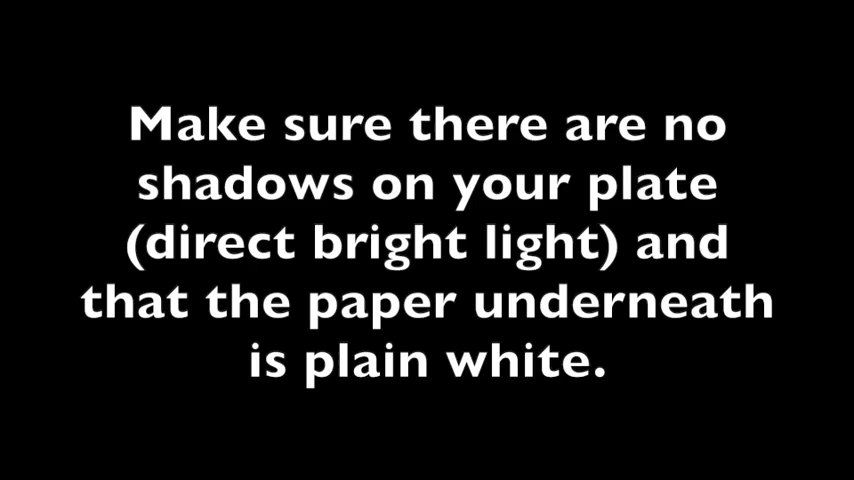 Make sure there are no
shadows on your plate
(direct bright light) and
that the paper underneath
is plain white.